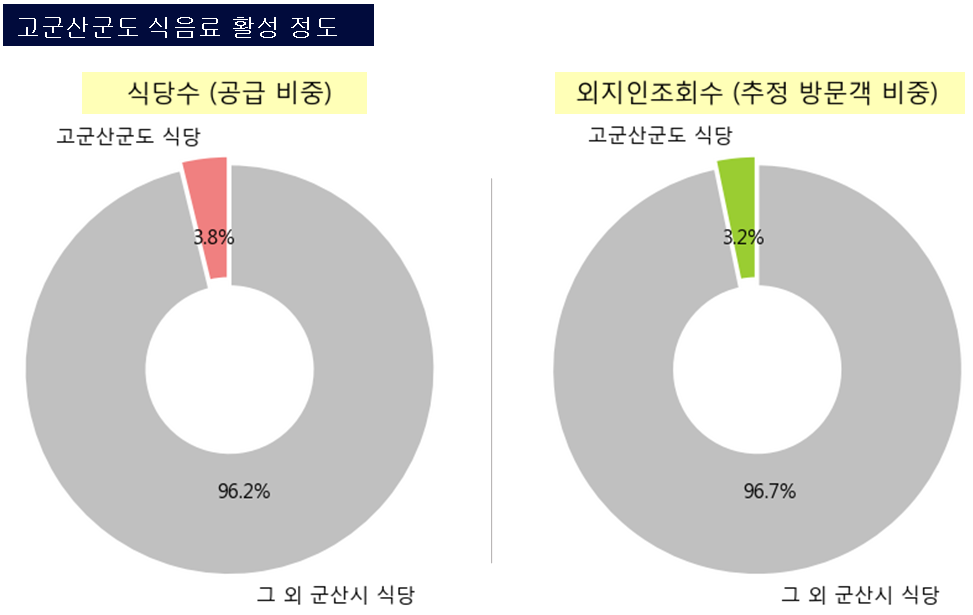 고군산군도 식음료 활성 정도
식당수 (공급 비중)
고군산군도 식당
3.8%
96.2%
그 외 군산시 식당
외지인조회수 (추정 방문객 비중)
고군산군도 식당
3.2%
96.7%
그 외 군산시 식당